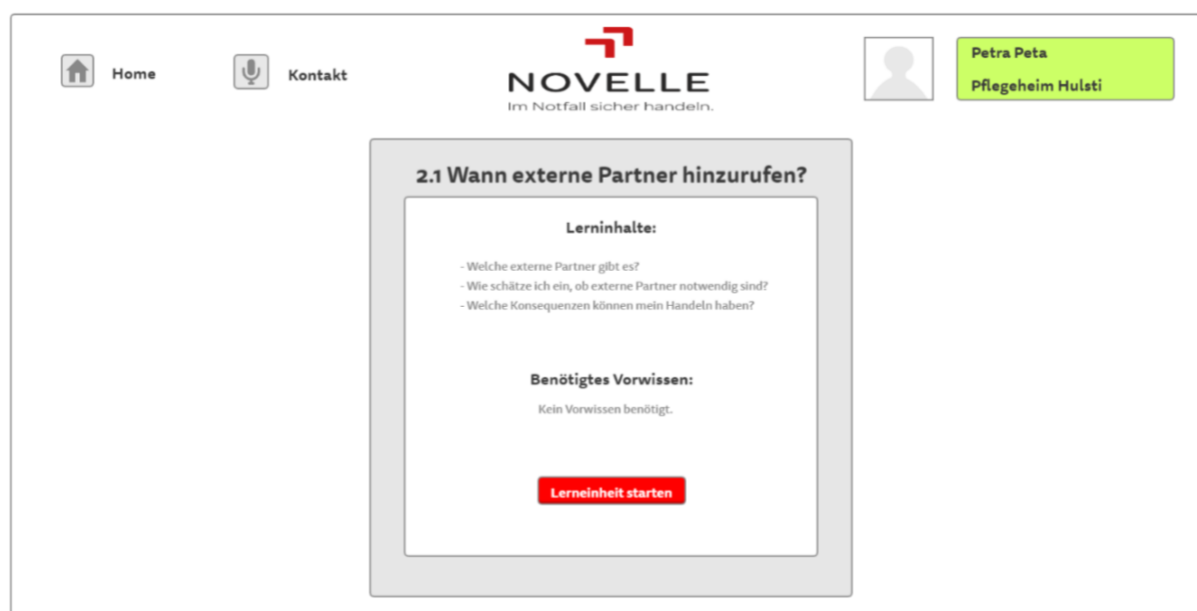 Home
Kontakt
NOVELLE
Im Notfall sicher handeln.
Petra Peta
Pflegeheim Hulsti
2.1 Wann externe Partner hinzurufen?
Lerninhalte:
- Welche externe Partner gibt es?
- Wie schätze ich ein, ob externe Partner notwendig sind?
- Welche Konsequenzen können mein Handeln haben?
Benötigtes Vorwissen:
Kein Vorwissen benötigt.
Lerneinheit starten